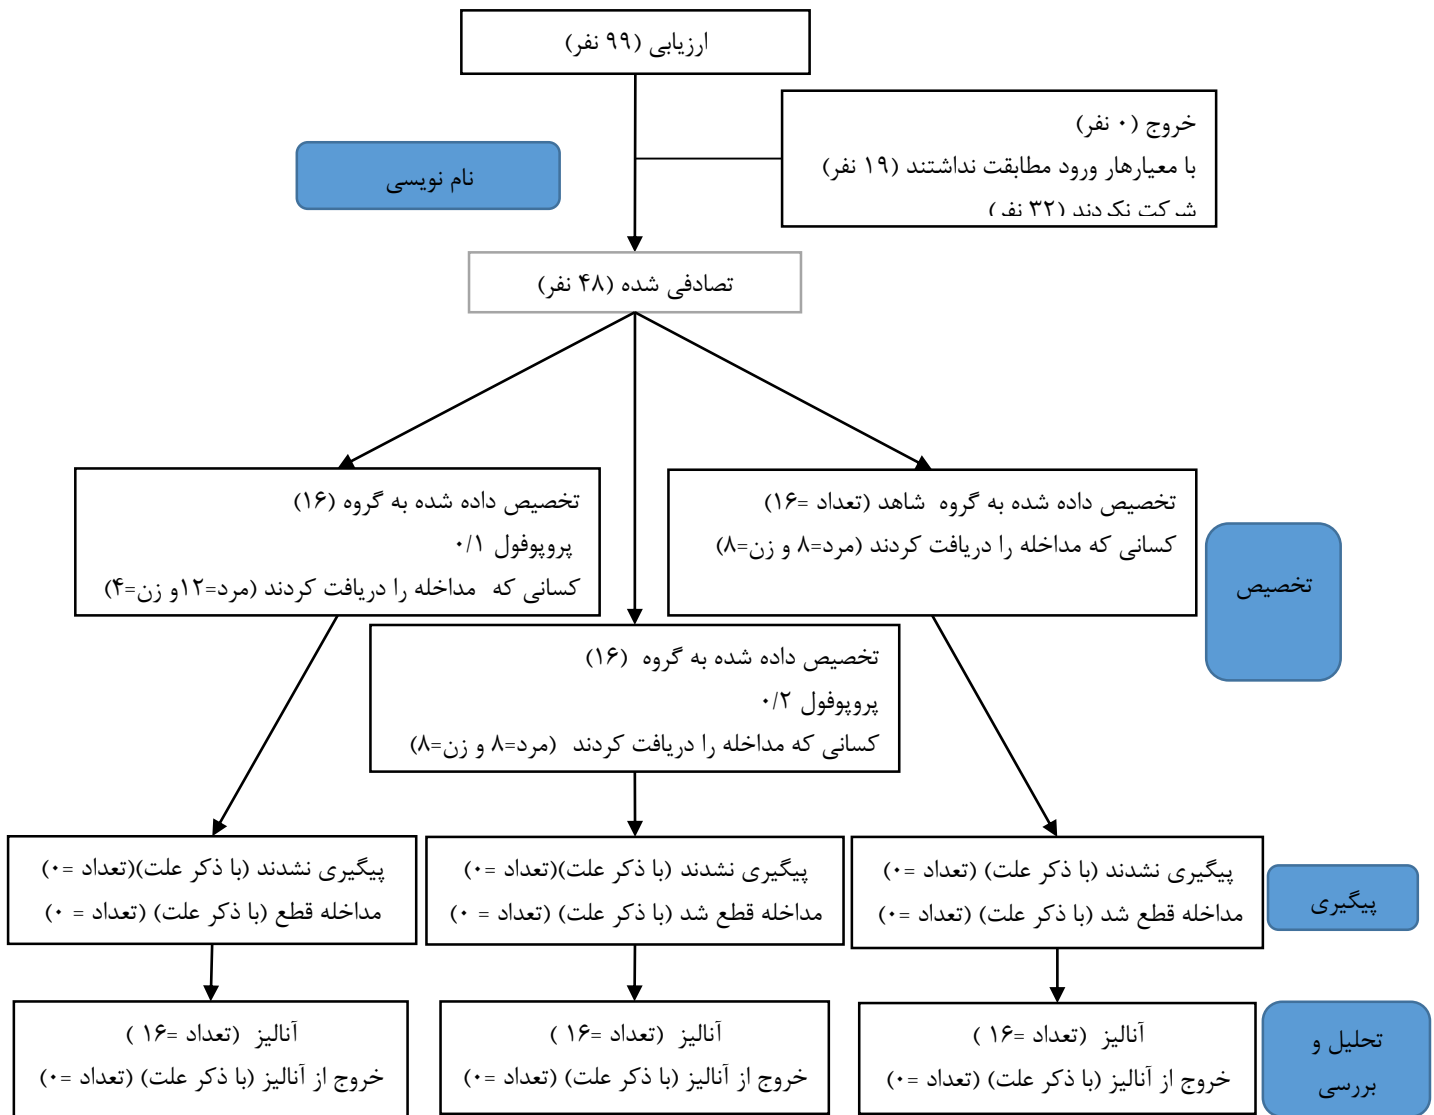 ارزیابی (۹۹ نفر)
خروج (۰ نفر)
با معیارهار ورود مطابقت نداشتند (۱۹ نفر)
شرکت نکردند (۳۲ نفر)
نام نویسی
تصادفی شده (۴۸ نفر)
تخصیص داده شده به گروه شاهد (تعداد =۱۶)
کسانی که مداخله را دریافت کردند (مرد=۸ و زن=۸)
تخصیص داده شده به گروه (۱۶)
پروپوفول ۰/۱
کسانی که مداخله را دریافت کردند (مرد=۱۲و زن=۴)
تخصیص
تخصیص داده شده به گروه (۱۶)
پروپوفول ۰/۲
کسانی که مداخله را دریافت کردند (مرد=۸ و زن=۸)
پیگیری
پیگیری نشدند (با ذکر علت) (تعداد =۰)
مداخله قطع شد (با ذکر علت) (تعداد =۰)
پیگیری نشدند (با ذکر علت)(تعداد =۰)
مداخله قطع شد (با ذکر علت) (تعداد = ۰)
پیگیری نشدند (با ذکر علت)(تعداد =۰)
مداخله قطع (با ذکر علت) (تعداد = ۰)
تحلیل و
بررسی
آنالیز (تعداد =۱۶ )
خروج از آنالیز (با ذکر علت) (تعداد =۰)
آنالیز (تعداد =۱۶ )
خروج از آنالیز (با ذکر علت) (تعداد =۰)
آنالیز (تعداد =۱۶ )
خروج از آنالیز (با ذکر علت) (تعداد =۰)